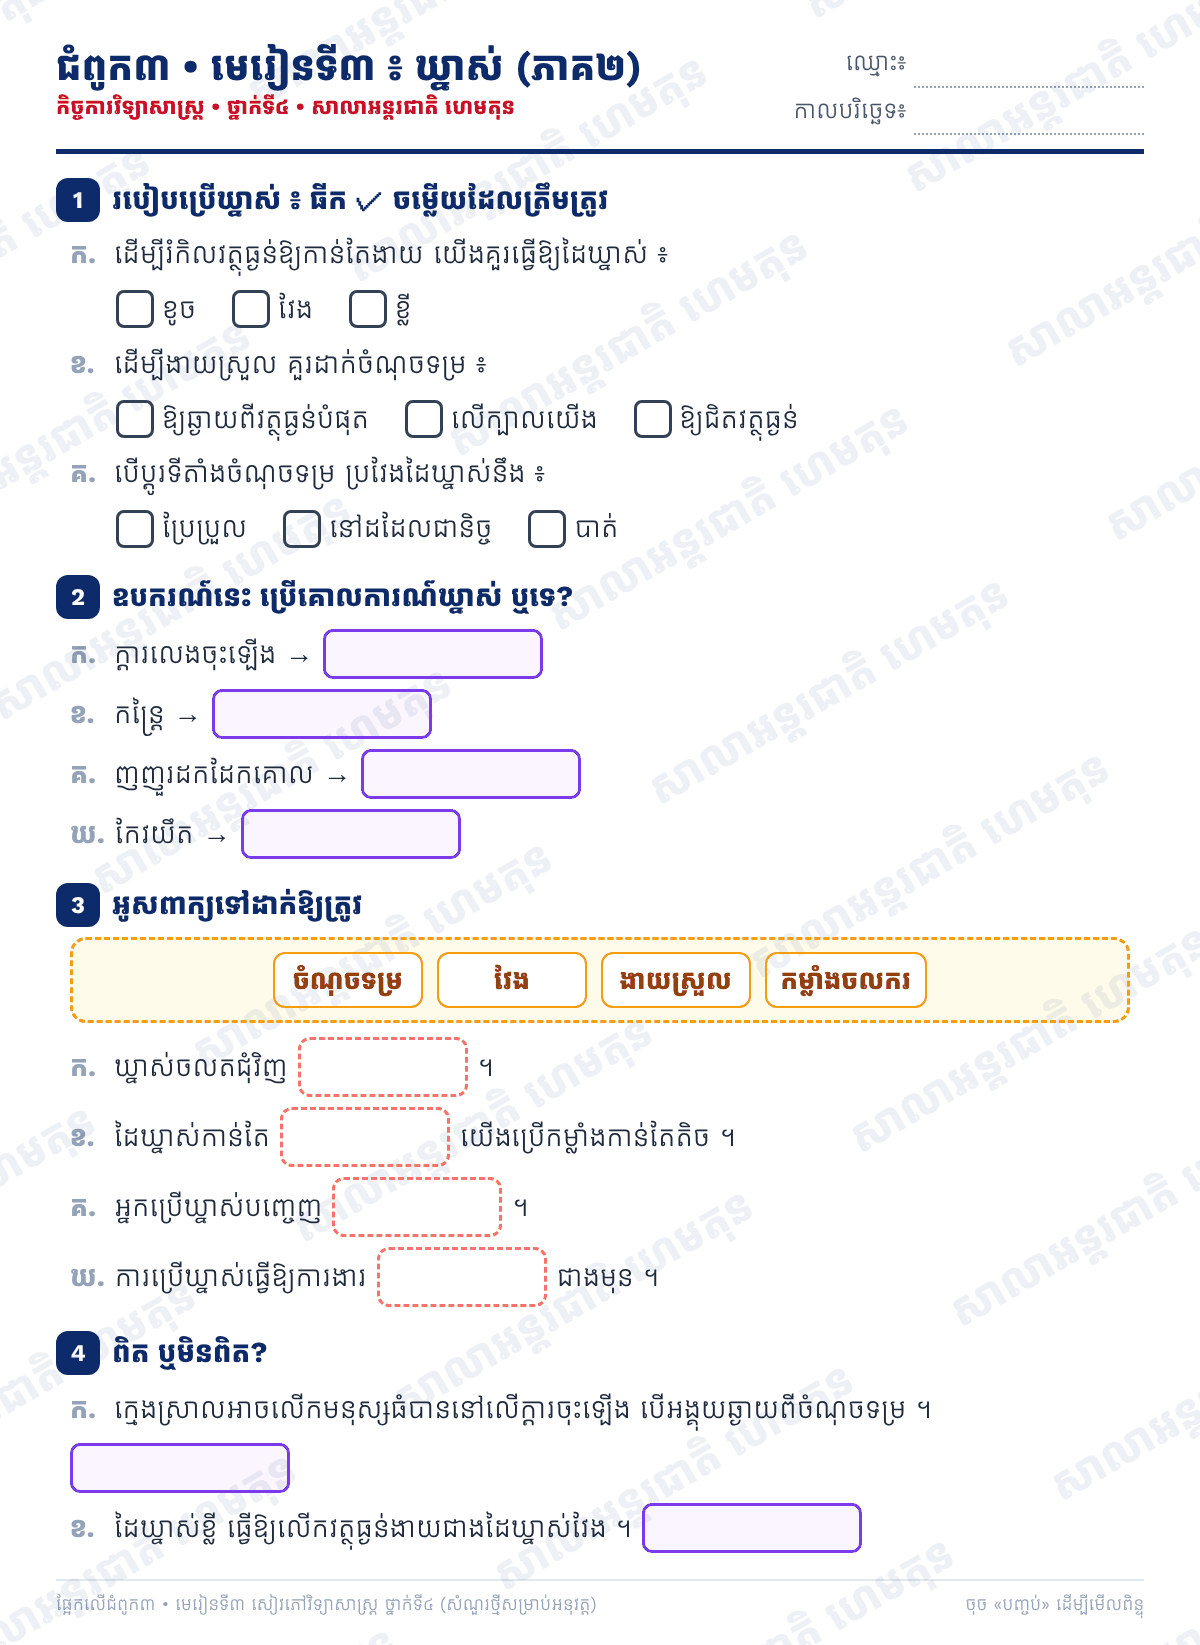 ជំពូក៣ • មេរៀនទី៣ ៖ ឃ្នាស់ (ភាគ២)
កិច្ចការវិទ្យាសាស្ត្រ • ថ្នាក់ទី៤ • សាលាអន្តរជាតិ ហេមតុន
ឈ្មោះ៖
កាលបរិច្ឆេទ៖
1 របៀបប្រើឃ្នាស់ ៖ ធីក ✓ ចម្លើយដែលត្រឹមត្រូវ
ក. ដើម្បីរំកិលវត្ថុធ្ងន់ឱ្យកាន់តែងាយ យើងគួរធ្វើឱ្យដៃឃ្នាស់ ៖
ខូច វែង ខ្លី
ខ. ដើម្បីងាយស្រួល គួរដាក់ចំណុចទម្រ ៖
ឱ្យឆ្ងាយពីវត្ថុធ្ងន់បំផុត លើក្បាលយើង ឱ្យជិតវត្ថុធ្ងន់
គ. បើប្តូរទីតាំងចំណុចទម្រ ប្រវែងដៃឃ្នាស់នឹង ៖
ប្រែប្រួល នៅដដែលជានិច្ច បាត់
2 ឧបករណ៍នេះ ប្រើគោលការណ៍ឃ្នាស់ ឬទេ?
ក. ក្តារលេងចុះឡើង →
ខ. កន្ត្រៃ →
គ. ញញួរដកដែកគោល →
ឃ. កែវយឹត →
3 អូសពាក្យទៅដាក់ឱ្យត្រូវ
ចំណុចទម្រ វែង ងាយស្រួល កម្លាំងចលករ
ក. ឃ្នាស់ចលតជុំវិញ ។
ខ. ដៃឃ្នាស់កាន់តែ យើងប្រើកម្លាំងកាន់តែតិច ។
គ. អ្នកប្រើឃ្នាស់បញ្ចេញ ។
ឃ. ការប្រើឃ្នាស់ធ្វើឱ្យការងារ ជាងមុន ។
4 ពិត ឬមិនពិត?
ក. ក្មេងស្រាលអាចលើកមនុស្សធំបាននៅលើក្តារចុះឡើង បើអង្គុយឆ្ងាយពីចំណុចទម្រ ។
ខ. ដៃឃ្នាស់ខ្លី ធ្វើឱ្យលើកវត្ថុធ្ងន់ងាយជាងដៃឃ្នាស់វែង ។
ផ្អែកលើជំពូក៣ • មេរៀនទី៣ សៀវភៅវិទ្យាសាស្ត្រ ថ្នាក់ទី៤ (សំណួរថ្មីសម្រាប់អនុវត្ត)
ចុច «បញ្ចប់» ដើម្បីមើលពិន្ទុ